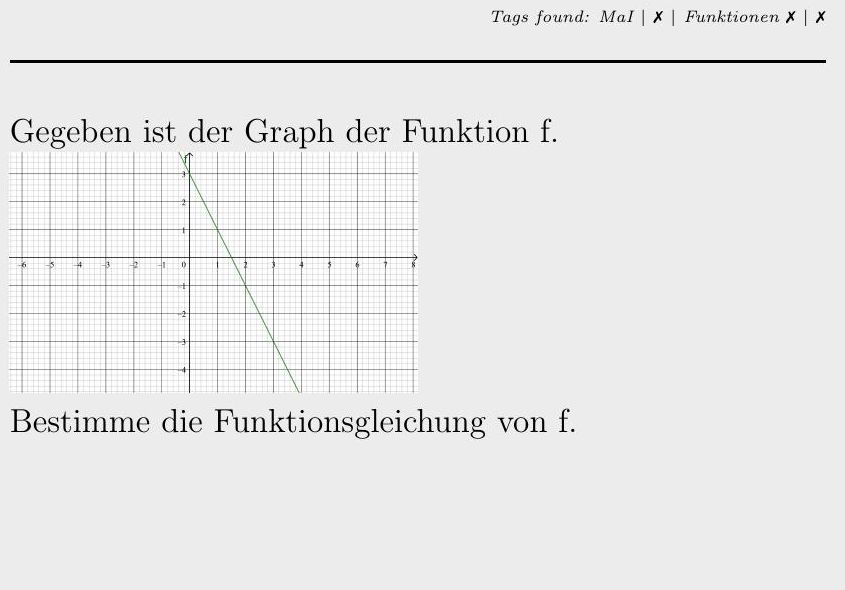 Tags found: MaI | ✗ | Funktionen ✗ | ✗
Gegeben ist der Graph der Funktion f.
f
3
2
1
-6 -5 -4 -3 -2 -1 0 1 2 3 4 5 6 7 8
-1
-2
-3
-4
Bestimme die Funktionsgleichung von f.